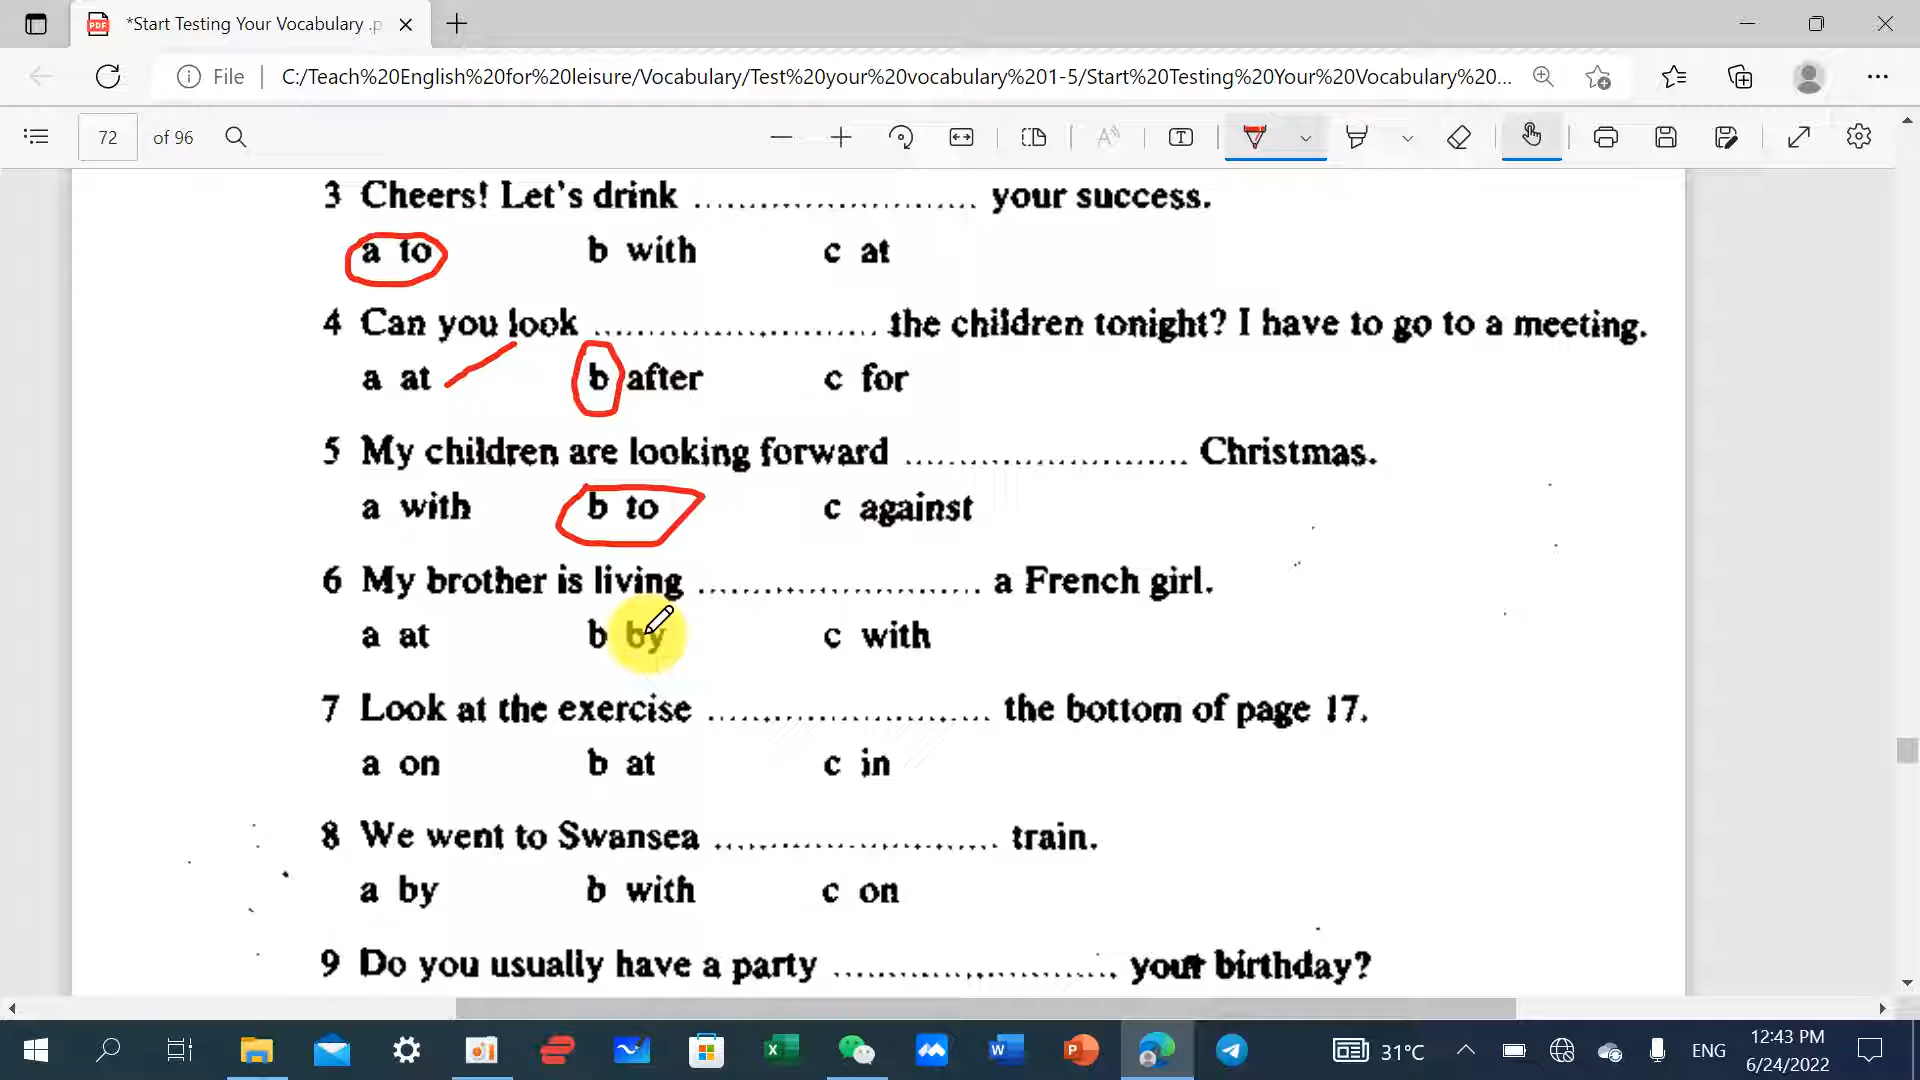 *Start Testing Your Vocabulary .p
File
C:/Teach%20English%20for%20leisure/Vocabulary/Test%20your%20vocabulary%201-5/Start%20Testing%20Your%20Vocabulary%20...
72 of 96
3 Cheers! Let's drink .............................. your success.
a to b with c at
4 Can you look .............................. the children tonight? I have to go to a meeting.
a at b after c for
5 My children are looking forward .............................. Christmas.
a with b to c against
6 My brother is living .............................. a French girl.
a at b by c with
7 Look at the exercise .............................. the bottom of page 17.
a on b at c in
8 We went to Swansea .............................. train.
a by b with c on
9 Do you usually have a party .............................. your birthday?
31°C
ENG
12:43 PM
6/24/2022